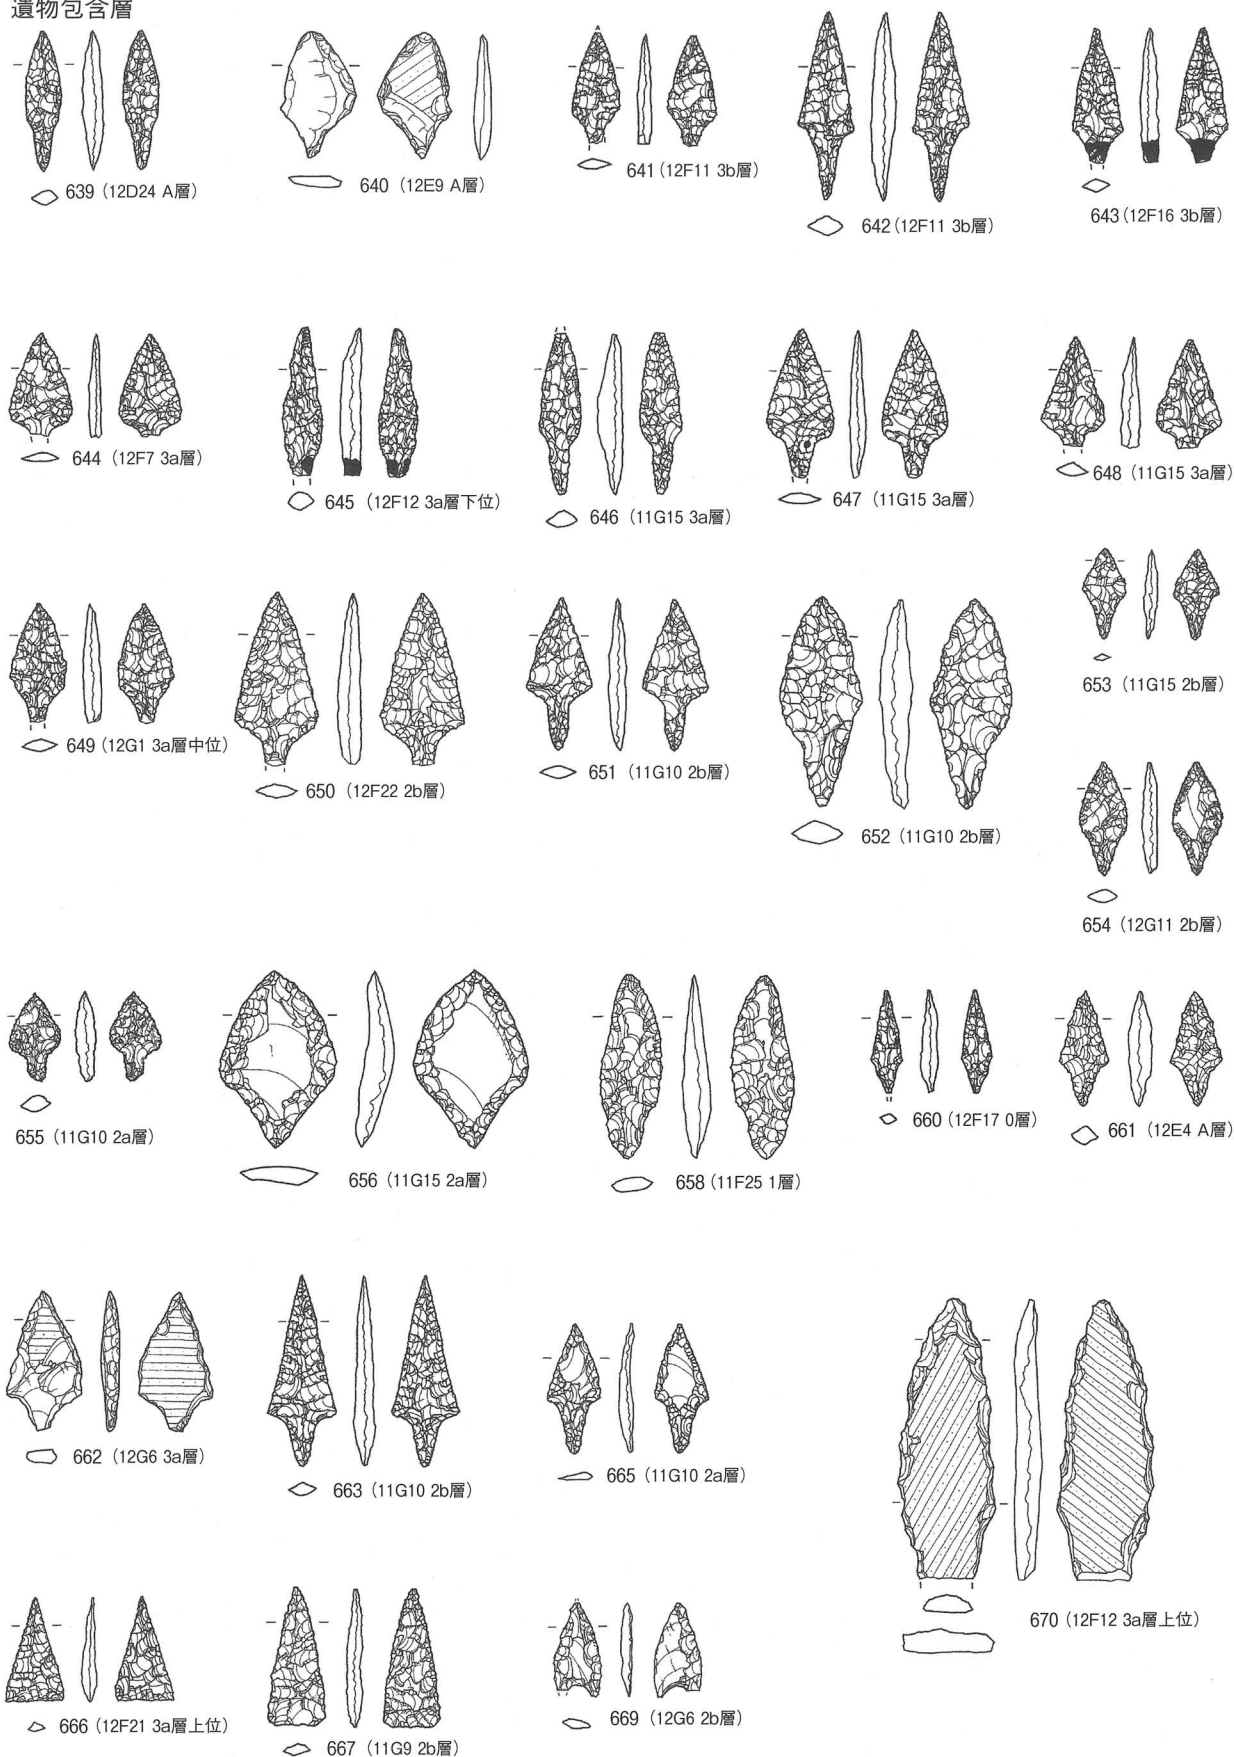 遺物包含層
639 (12D24 A層)
640 (12E9 A層)
641 (12F11 3b層)
642 (12F11 3b層)
643 (12F16 3b層)
644 (12F7 3a層)
645 (12F12 3a層下位)
646 (11G15 3a層)
647 (11G15 3a層)
648 (11G15 3a層)
649 (12G1 3a層中位)
650 (12F22 2b層)
651 (11G10 2b層)
652 (11G10 2b層)
653 (11G15 2b層)
654 (12G11 2b層)
655 (11G10 2a層)
656 (11G15 2a層)
658 (11F25 1層)
660 (12F17 0層)
661 (12E4 A層)
662 (12G6 3a層)
663 (11G10 2b層)
665 (11G10 2a層)
670 (12F12 3a層上位)
666 (12F21 3a層上位)
667 (11G9 2b層)
669 (12G6 2b層)